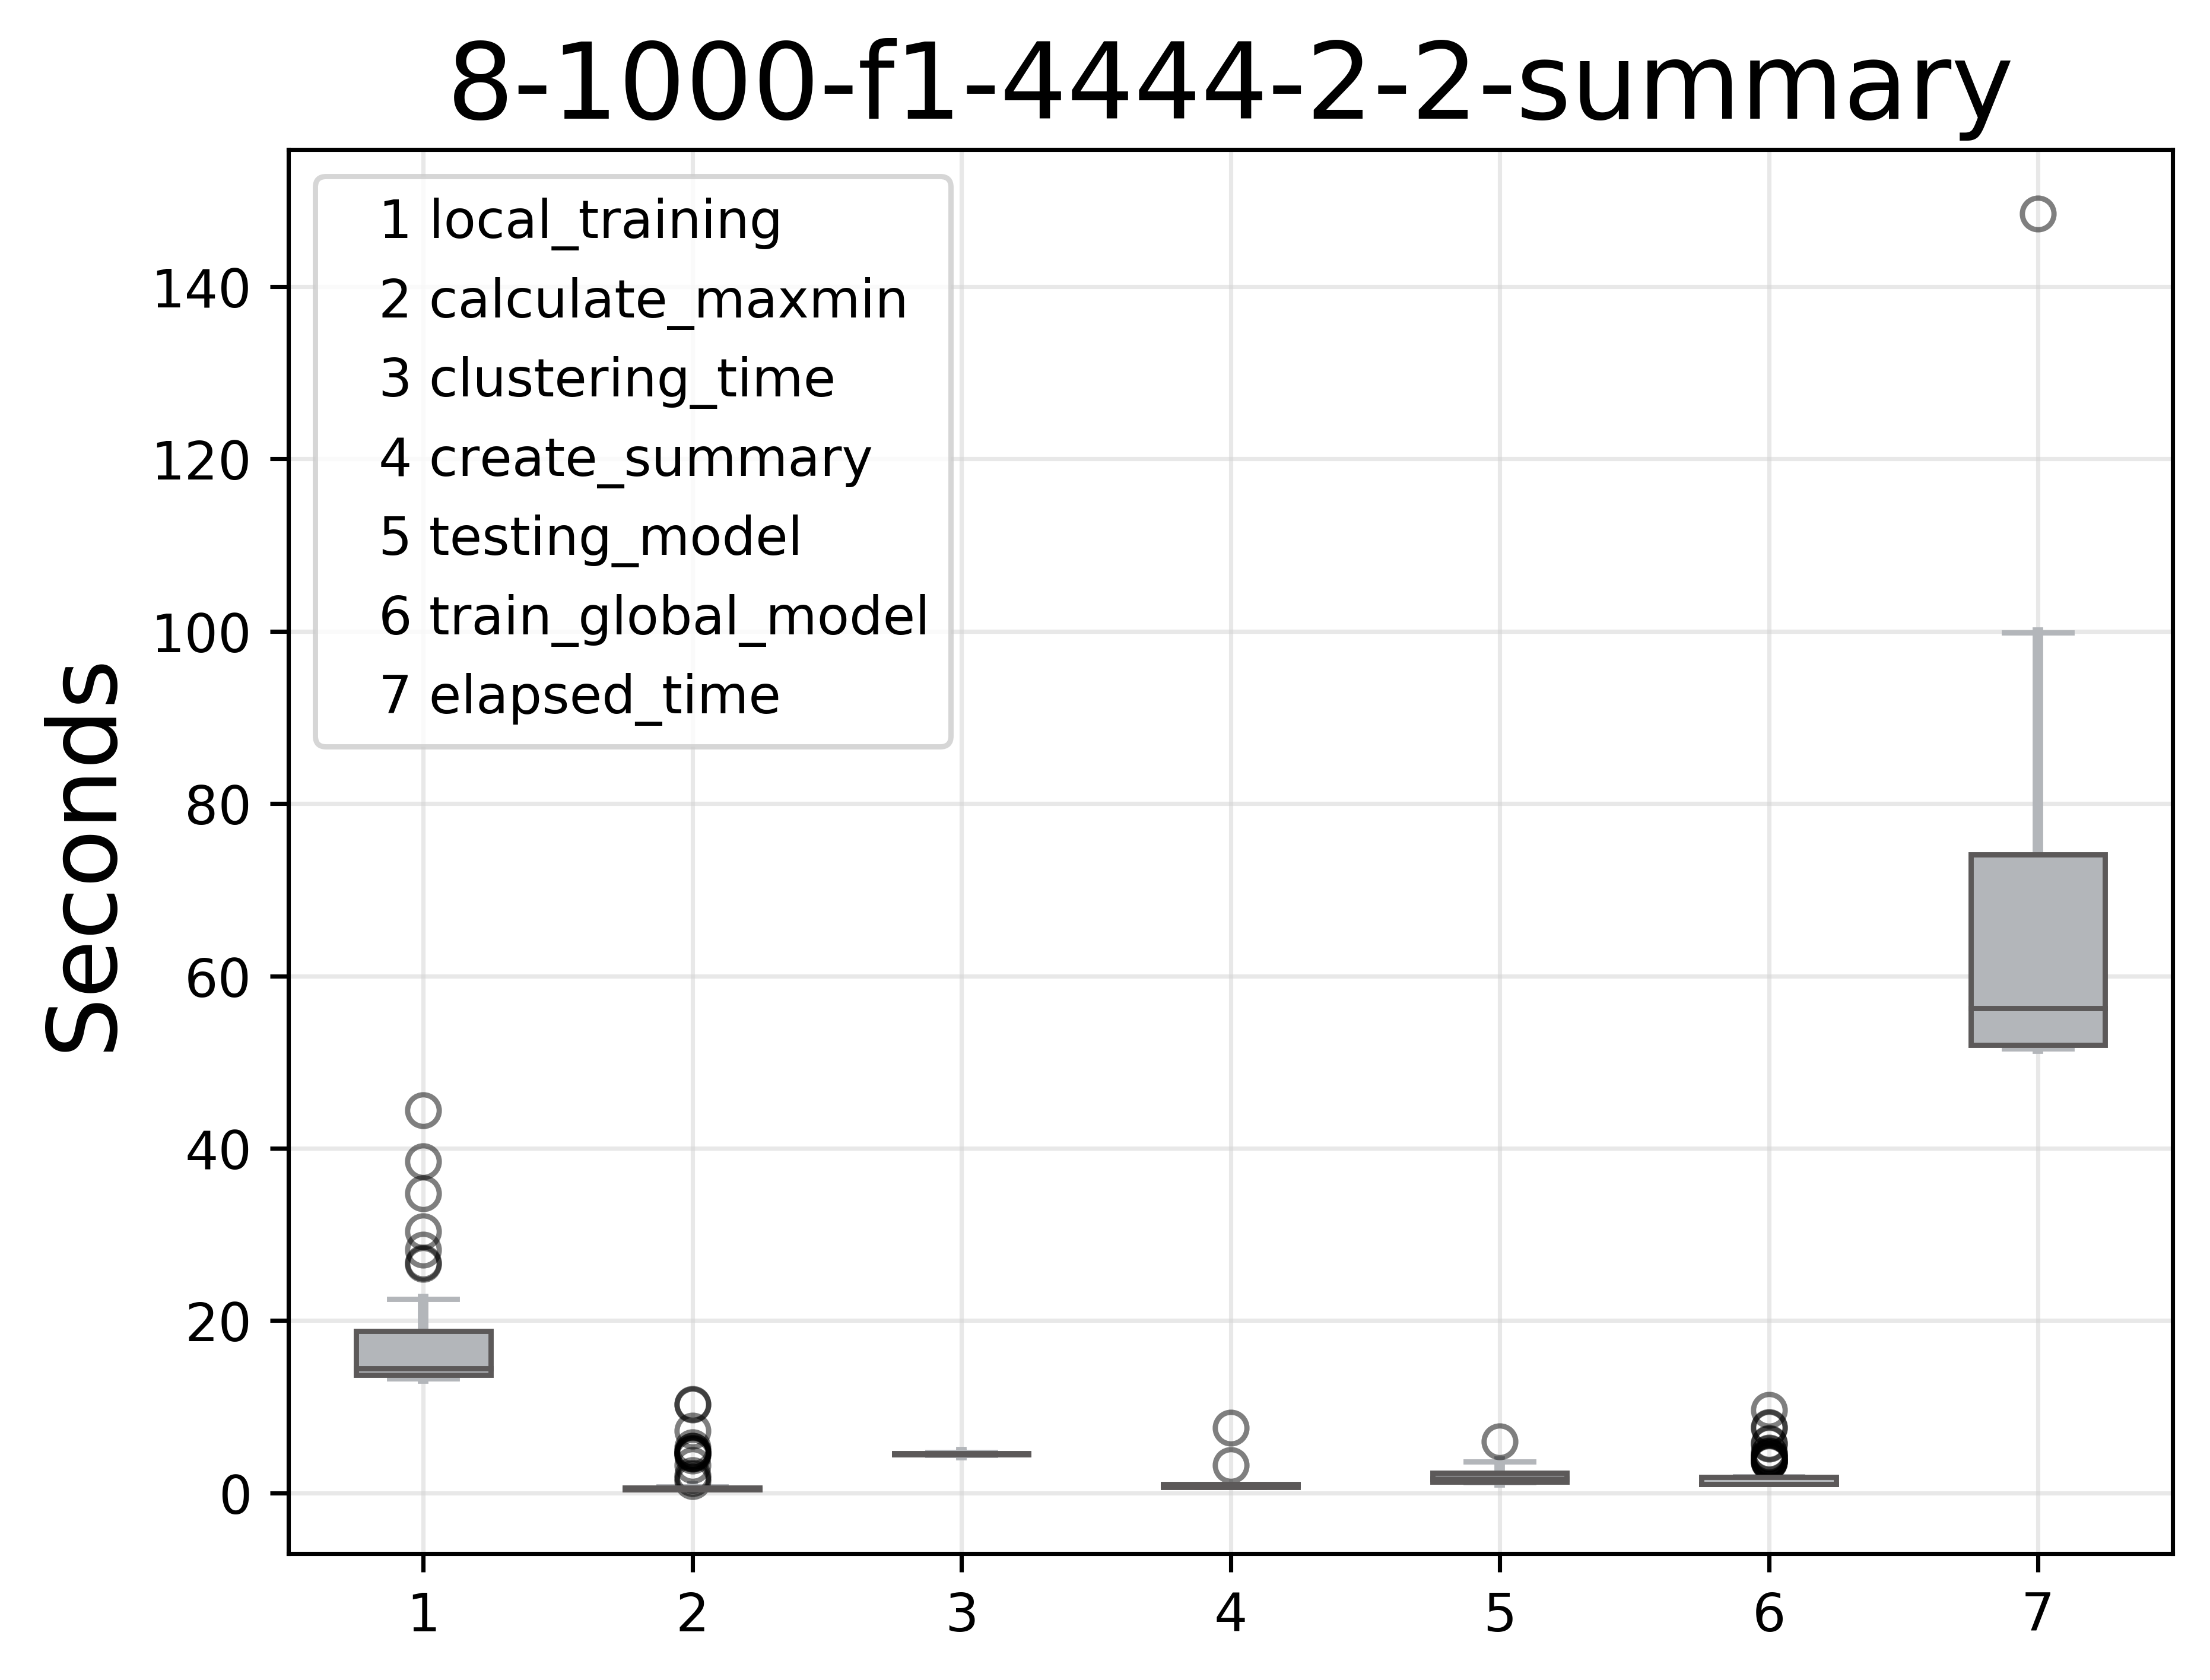 8-1000-f1-4444-2-2-summary
1 local_training
2 calculate_maxmin
3 clustering_time
4 create_summary
5 testing_model
6 train_global_model
7 elapsed_time
Seconds
140
120
100
80
60
40
20
0
1 2 3 4 5 6 7